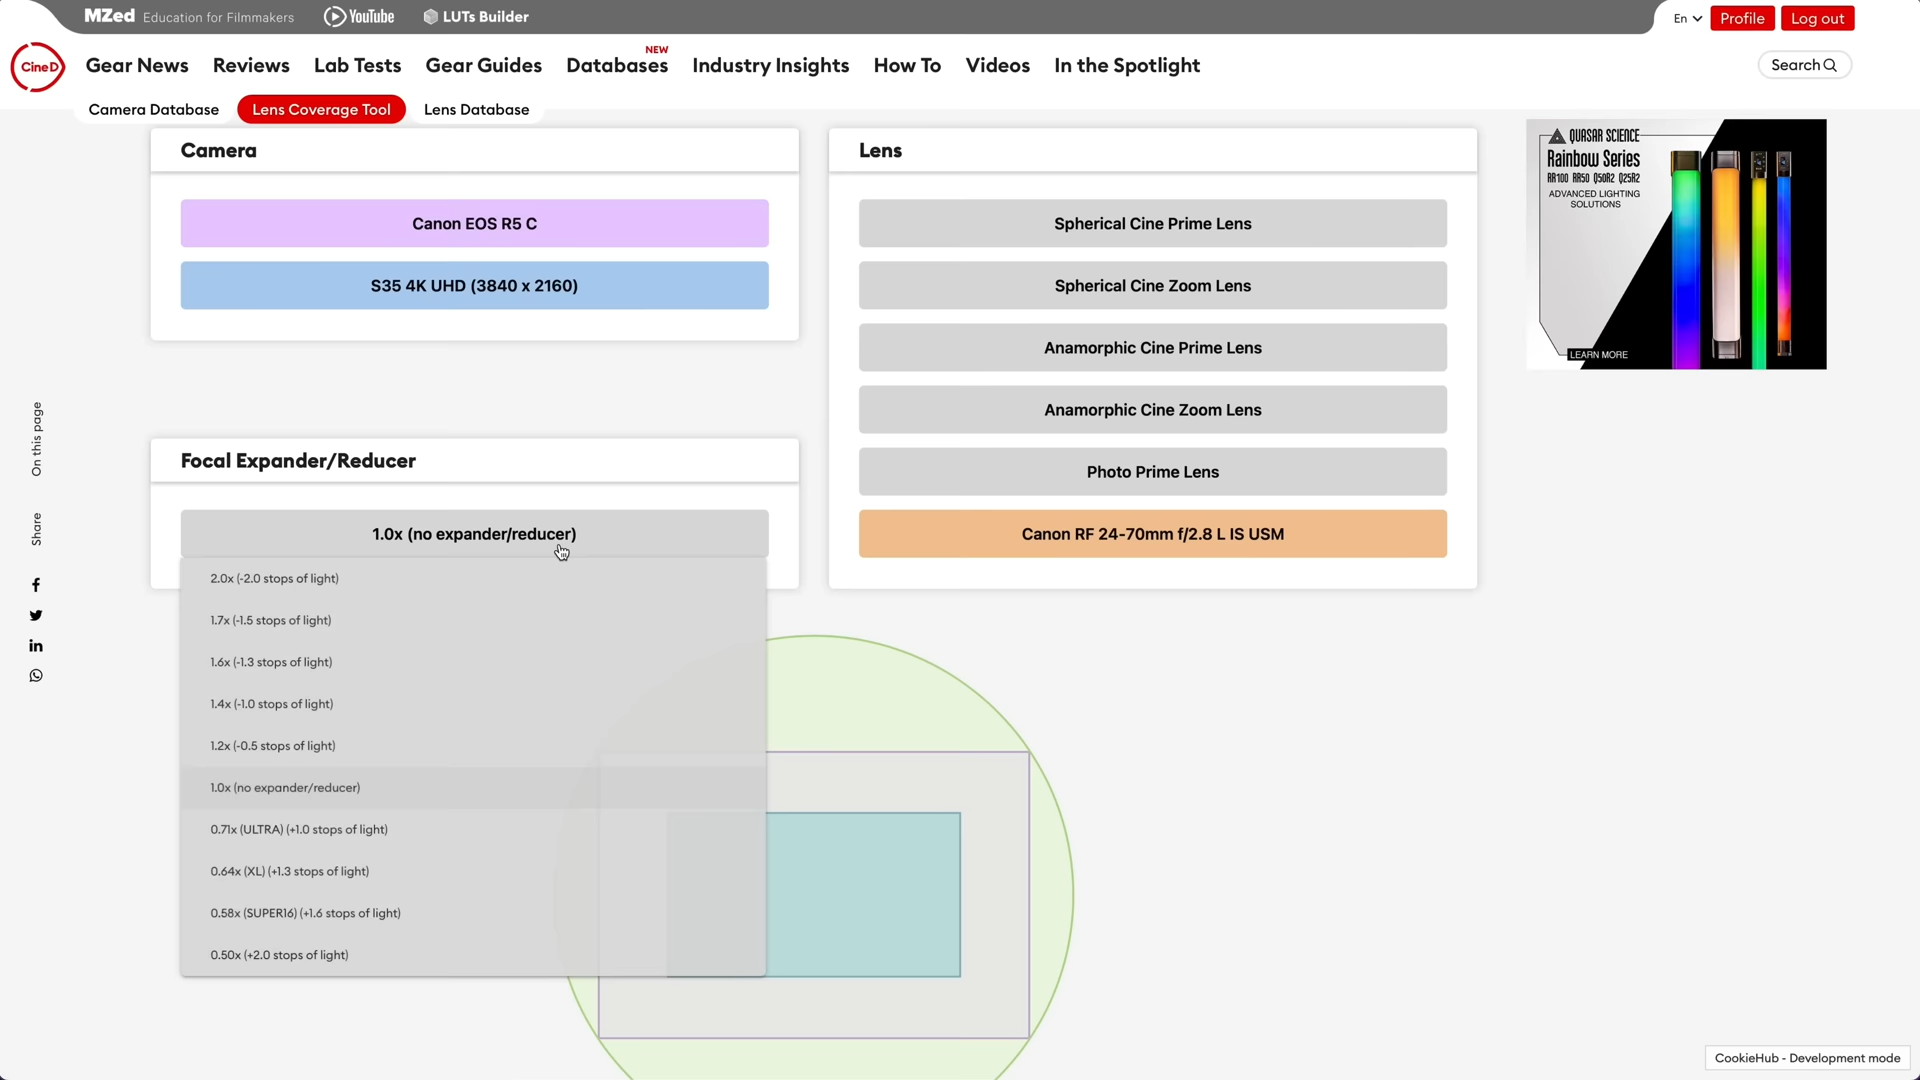 MZed Education for Filmmakers
YouTube
LUTs Builder
En
Profile
Log out
CineD
Gear News
Reviews
Lab Tests
Gear Guides
Databases
NEW
Industry Insights
How To
Videos
In the Spotlight
Search
Camera Database
Lens Coverage Tool
Lens Database
Camera
Canon EOS R5 C
S35 4K UHD (3840 x 2160)
Lens
Spherical Cine Prime Lens
Spherical Cine Zoom Lens
Anamorphic Cine Prime Lens
Anamorphic Cine Zoom Lens
Photo Prime Lens
Canon RF 24-70mm f/2.8 L IS USM
QUASAR SCIENCE
Rainbow Series
RR100 RR50 Q50R2 Q25R2
ADVANCED LIGHTING
SOLUTIONS
LEARN MORE
On this page
Share
Focal Expander/Reducer
1.0x (no expander/reducer)
2.0x (-2.0 stops of light)
1.7x (-1.5 stops of light)
1.6x (-1.3 stops of light)
1.4x (-1.0 stops of light)
1.2x (-0.5 stops of light)
1.0x (no expander/reducer)
0.71x (ULTRA) (+1.0 stops of light)
0.64x (XL) (+1.3 stops of light)
0.58x (SUPER16) (+1.6 stops of light)
0.50x (+2.0 stops of light)
CookieHub - Development mode